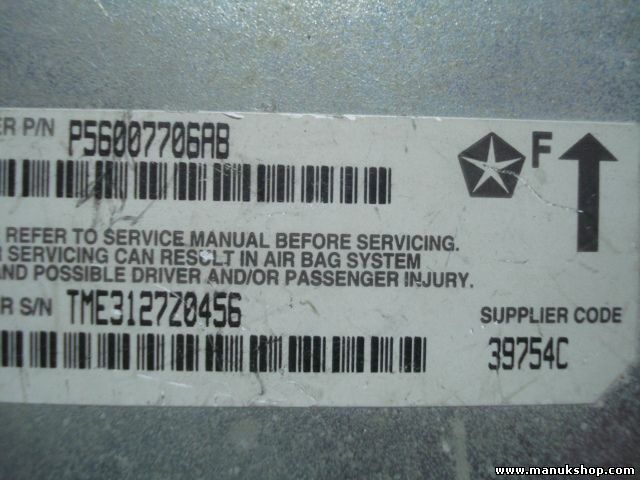 ER P/N P56007706AB
F
REFER TO SERVICE MANUAL BEFORE SERVICING.
SERVICING CAN RESULT IN AIR BAG SYSTEM
AND POSSIBLE DRIVER AND/OR PASSENGER INJURY.
ER S/N TME3127Z0456
SUPPLIER CODE
39754C
www.manukshop.com